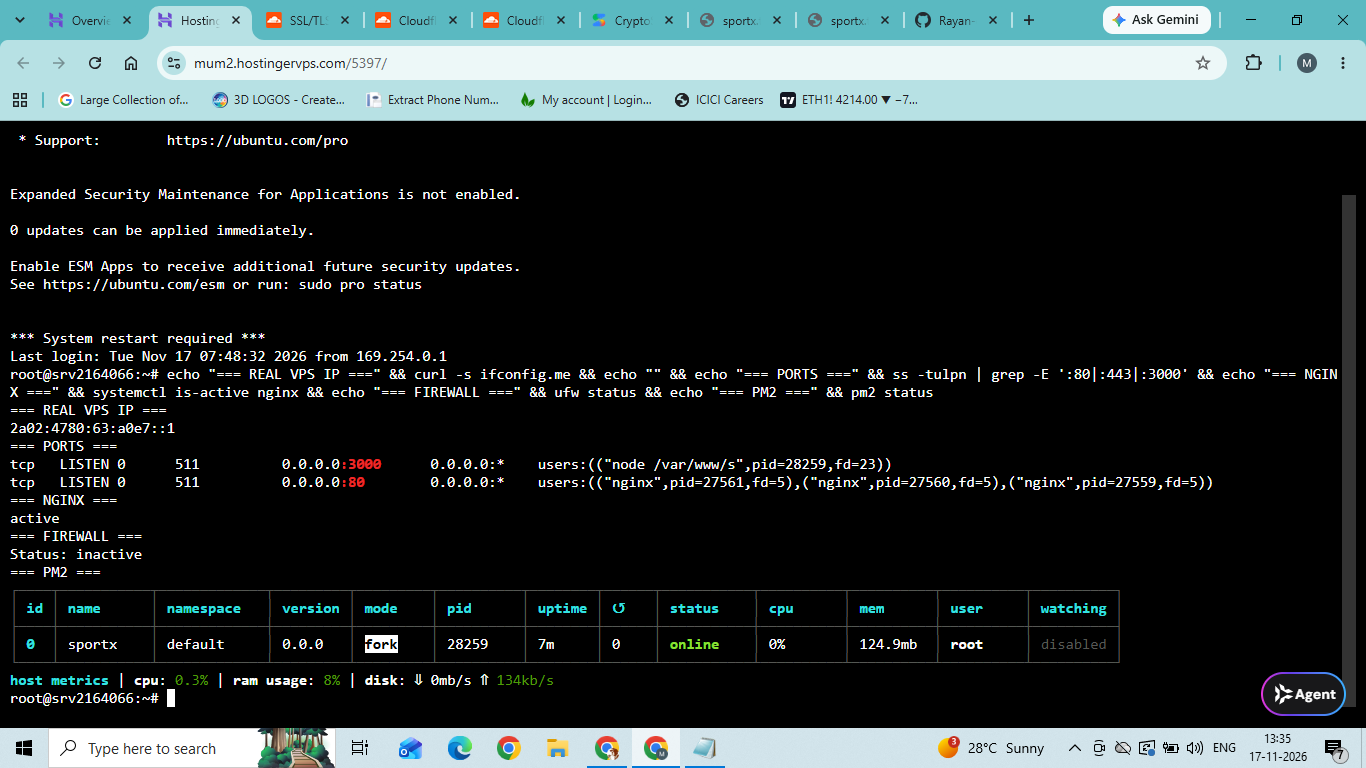 Overvie
Hosting
SSL/TL
Cloudf
Cloudf
Crypto
sportx.
sportx.
Rayan-
Ask Gemini
mum2.hostingervps.com/5397/
M
Large Collection of...
3D LOGOS - Create...
Extract Phone Num...
My account | Login...
ICICI Careers
ETH1! 4214.00 ▼ −7...
* Support:        https://ubuntu.com/pro
Expanded Security Maintenance for Applications is not enabled.
0 updates can be applied immediately.
Enable ESM Apps to receive additional future security updates.
See https://ubuntu.com/esm or run: sudo pro status
*** System restart required ***
Last login: Tue Nov 17 07:48:32 2026 from 169.254.0.1
root@srv2164066:~# echo "=== REAL VPS IP ===" && curl -s ifconfig.me && echo "" && echo "=== PORTS ===" && ss -tulpn | grep -E ':80|:443|:3000' && echo "=== NGIN
X ===" && systemctl is-active nginx && echo "=== FIREWALL ===" && ufw status && echo "=== PM2 ===" && pm2 status
=== REAL VPS IP ===
2a02:4780:63:a0e7::1
=== PORTS ===
tcp   LISTEN 0      511          0.0.0.0:3000      0.0.0.0:*    users:(("node /var/www/s",pid=28259,fd=23))
tcp   LISTEN 0      511          0.0.0.0:80        0.0.0.0:*    users:(("nginx",pid=27561,fd=5),("nginx",pid=27560,fd=5),("nginx",pid=27559,fd=5))
=== NGINX ===
active
=== FIREWALL ===
Status: inactive
=== PM2 ===
id name namespace version mode pid uptime ↺ status cpu mem user watching
0 sportx default 0.0.0 fork 28259 7m 0 online 0% 124.9mb root disabled
host metrics | cpu: 0.3% | ram usage: 8% | disk: ⇓ 0mb/s ⇑ 134kb/s
root@srv2164066:~#
Agent
Type here to search
3
28°C Sunny
ENG
13:35
17-11-2026
7